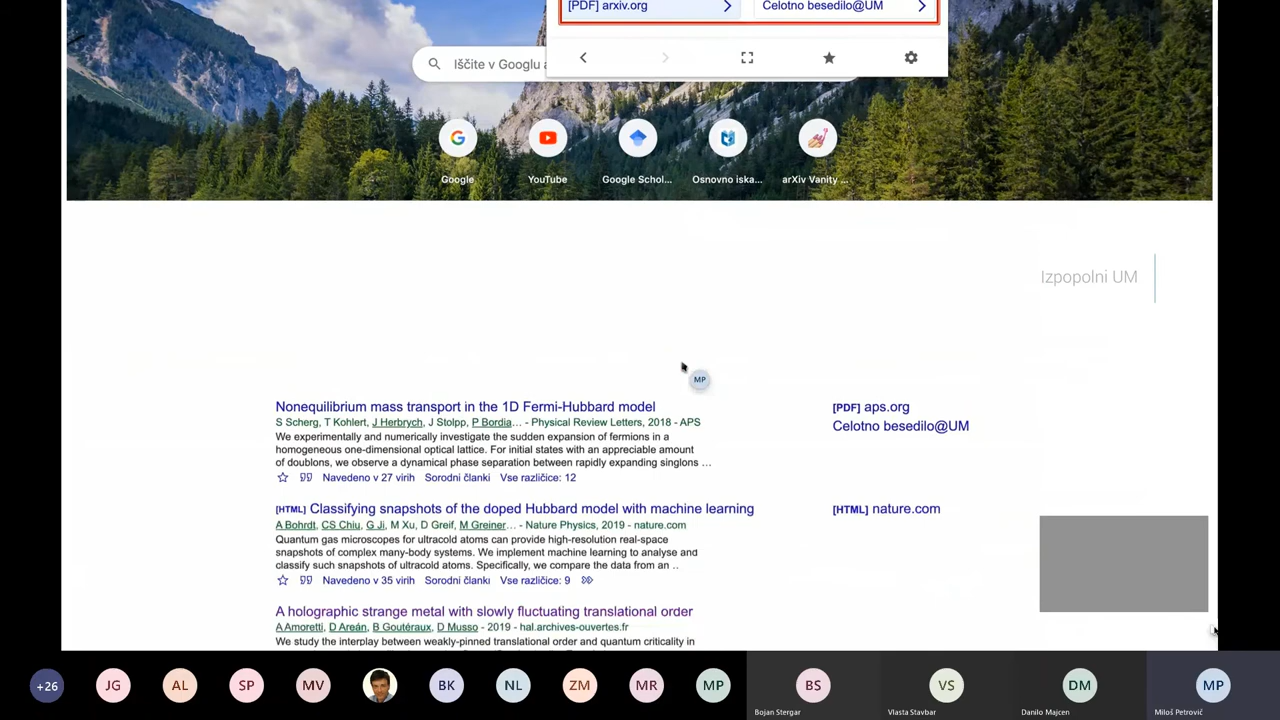 [PDF] arxiv.org
Celotno besedilo@UM
Iščite v Googlu a
Google
YouTube
Google Schol...
Osnovno iska...
arXiv Vanity ...
Izpopolni UM
MP
Nonequilibrium mass transport in the 1D Fermi-Hubbard model
[PDF] aps.org
S Scherg, T Kohlert, J Herbrych, J Stolpp, P Bordia… - Physical Review Letters, 2018 - APS
Celotno besedilo@UM
We experimentally and numerically investigate the sudden expansion of fermions in a
homogeneous one-dimensional optical lattice. For initial states with an appreciable amount
of doublons, we observe a dynamical phase separation between rapidly expanding singlons …
Navedeno v 27 virih Sorodni članki Vse različice: 12
[HTML] Classifying snapshots of the doped Hubbard model with machine learning
[HTML] nature.com
A Bohrdt, CS Chiu, G Ji, M Xu, D Greif, M Greiner… - Nature Physics, 2019 - nature.com
Quantum gas microscopes for ultracold atoms can provide high-resolution real-space
snapshots of complex many-body systems. We implement machine learning to analyse and
classify such snapshots of ultracold atoms. Specifically, we compare the data from an ..
Navedeno v 35 virih Sorodni članki Vse različice: 9
A holographic strange metal with slowly fluctuating translational order
A Amoretti, D Areán, B Goutéraux, D Musso - 2019 - hal.archives-ouvertes.fr
We study the interplay between weakly-pinned translational order and quantum criticality in
+26
JG
AL
SP
MV
BK
NL
ZM
MR
MP
BS
VS
DM
MP
Bojan Stergar
Vlasta Stavbar
Danilo Majcen
Miloš Petrovič